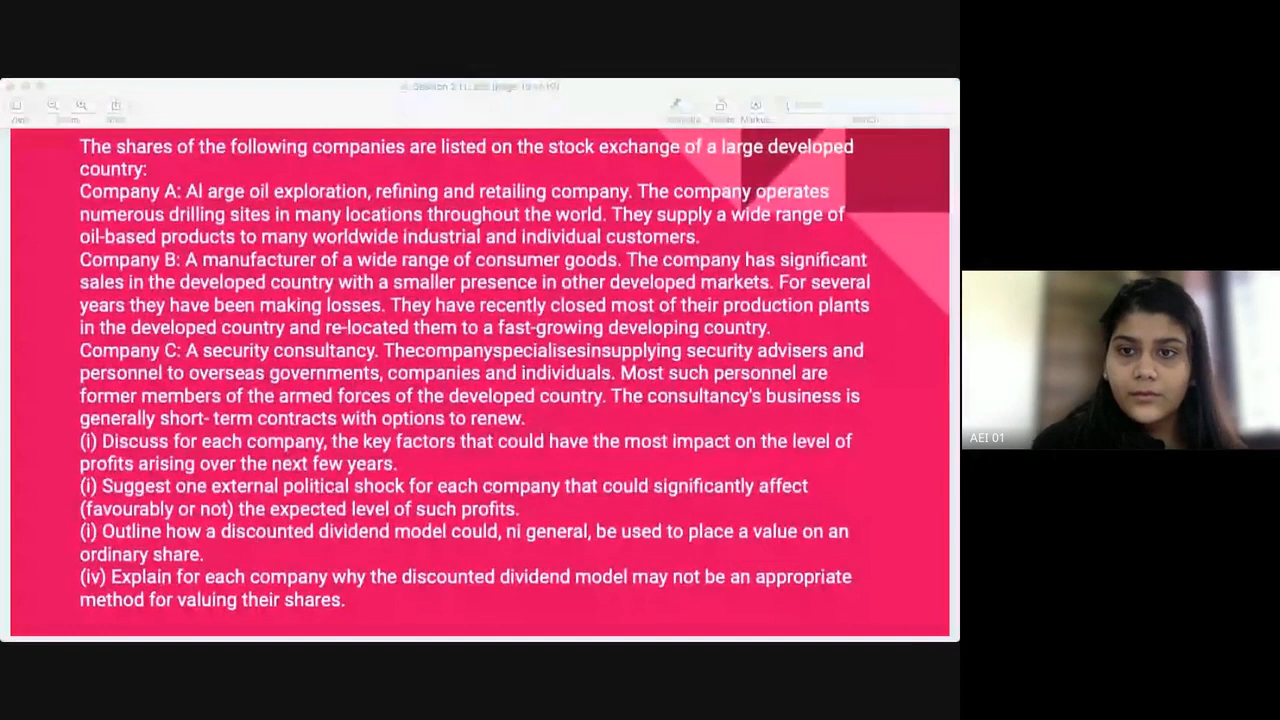 The shares of the following companies are listed on the stock exchange of a large developed
country:
Company A: Al arge oil exploration, refining and retailing company. The company operates
numerous drilling sites in many locations throughout the world. They supply a wide range of
oil-based products to many worldwide industrial and individual customers.
Company B: A manufacturer of a wide range of consumer goods. The company has significant
sales in the developed country with a smaller presence in other developed markets. For several
years they have been making losses. They have recently closed most of their production plants
in the developed country and re-located them to a fast-growing developing country.
Company C: A security consultancy. Thecompanyspecialisesinsupplying security advisers and
personnel to overseas governments, companies and individuals. Most such personnel are
former members of the armed forces of the developed country. The consultancy's business is
generally short- term contracts with options to renew.
(i) Discuss for each company, the key factors that could have the most impact on the level of
profits arising over the next few years.
(i) Suggest one external political shock for each company that could significantly affect
(favourably or not) the expected level of such profits.
(i) Outline how a discounted dividend model could, ni general, be used to place a value on an
ordinary share.
(iv) Explain for each company why the discounted dividend model may not be an appropriate
method for valuing their shares.
AEI 01